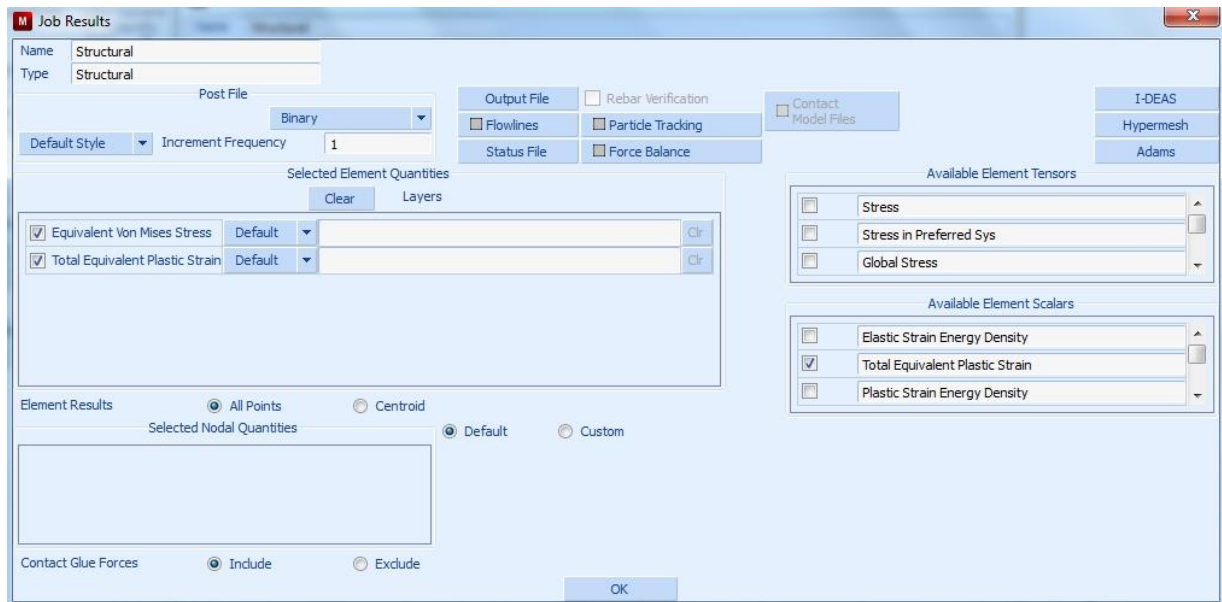 M Job Results
Name Structural
Type Structural
Post File
Binary
Default Style Increment Frequency 1
Output File Rebar Verification
Flowlines Particle Tracking
Status File Force Balance
Contact
Model Files
I-DEAS
Hypermesh
Adams
Selected Element Quantities
Clear Layers
Equivalent Von Mises Stress Default Clr
Total Equivalent Plastic Strain Default Clr
Available Element Tensors
Stress
Stress in Preferred Sys
Global Stress
Available Element Scalars
Elastic Strain Energy Density
Total Equivalent Plastic Strain
Plastic Strain Energy Density
Element Results All Points Centroid
Selected Nodal Quantities
Default Custom
Contact Glue Forces Include Exclude
OK